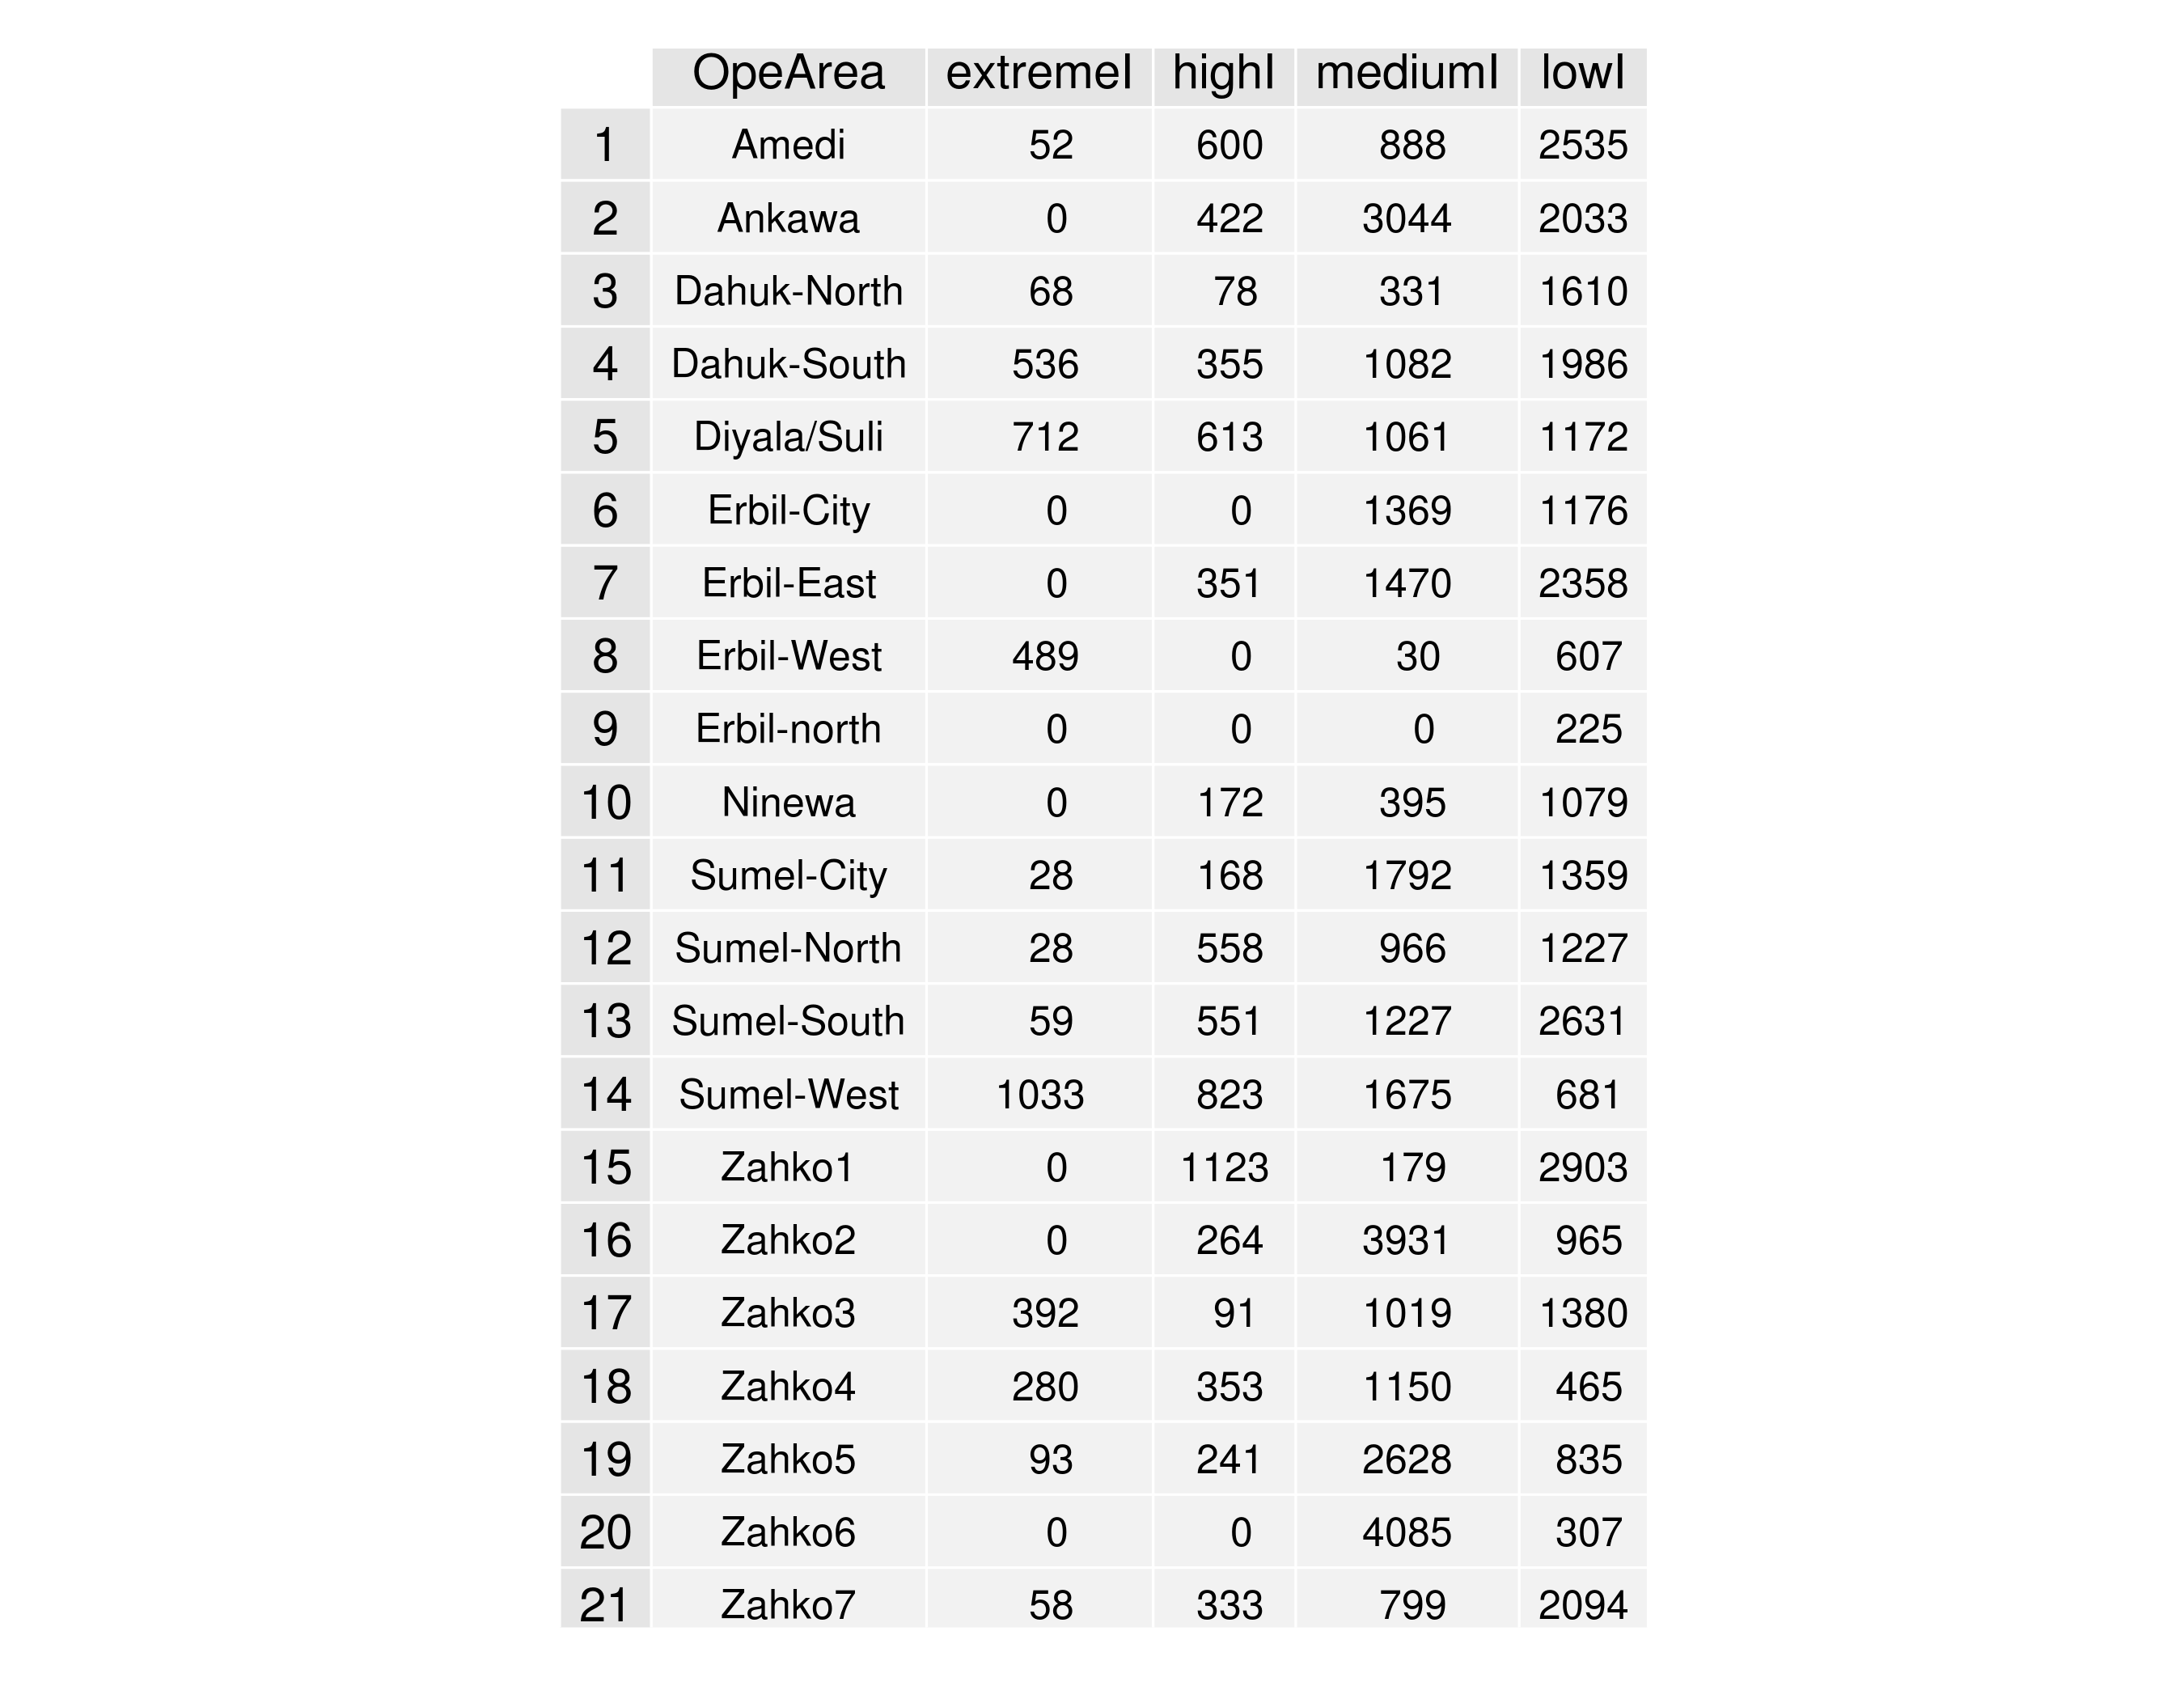 OpeArea extremeI highI mediumI lowI
1 Amedi 52 600 888 2535
2 Ankawa 0 422 3044 2033
3 Dahuk-North 68 78 331 1610
4 Dahuk-South 536 355 1082 1986
5 Diyala/Suli 712 613 1061 1172
6 Erbil-City 0 0 1369 1176
7 Erbil-East 0 351 1470 2358
8 Erbil-West 489 0 30 607
9 Erbil-north 0 0 0 225
10 Ninewa 0 172 395 1079
11 Sumel-City 28 168 1792 1359
12 Sumel-North 28 558 966 1227
13 Sumel-South 59 551 1227 2631
14 Sumel-West 1033 823 1675 681
15 Zahko1 0 1123 179 2903
16 Zahko2 0 264 3931 965
17 Zahko3 392 91 1019 1380
18 Zahko4 280 353 1150 465
19 Zahko5 93 241 2628 835
20 Zahko6 0 0 4085 307
21 Zahko7 58 333 799 2094